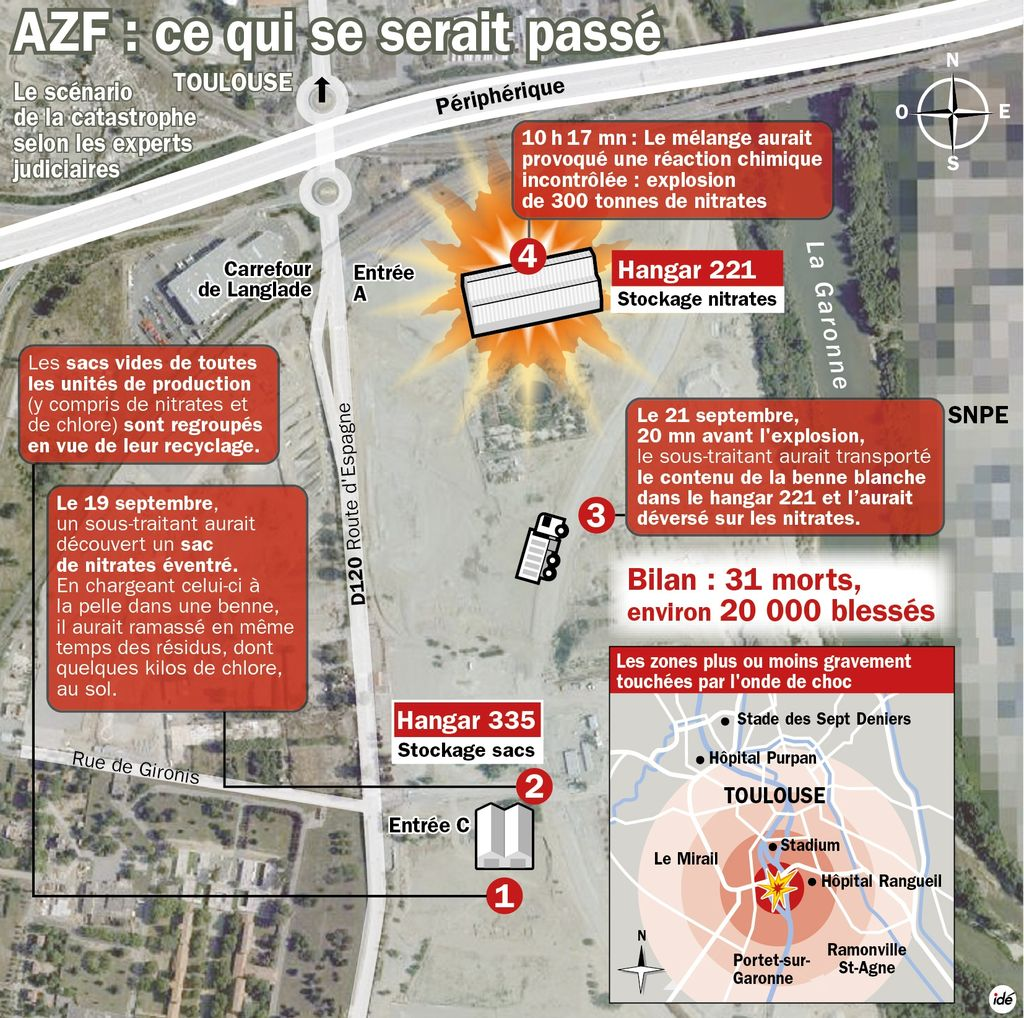 AZF : ce qui se serait passé
Le scénario
de la catastrophe
selon les experts
judiciaires
TOULOUSE
Périphérique
N
O
E
S
10 h 17 mn : Le mélange aurait
provoqué une réaction chimique
incontrôlée : explosion
de 300 tonnes de nitrates
4
Hangar 221
Stockage nitrates
Carrefour
de Langlade
Entrée
A
La Garonne
SNPE
Les sacs vides de toutes
les unités de production
(y compris de nitrates et
de chlore) sont regroupés
en vue de leur recyclage.
D120 Route d'Espagne
Le 21 septembre,
20 mn avant l'explosion,
le sous-traitant aurait transporté
le contenu de la benne blanche
dans le hangar 221 et l'aurait
déversé sur les nitrates.
3
Le 19 septembre,
un sous-traitant aurait
découvert un sac
de nitrates éventré.
En chargeant celui-ci à
la pelle dans une benne,
il aurait ramassé en même
temps des résidus, dont
quelques kilos de chlore,
au sol.
Bilan : 31 morts,
environ 20 000 blessés
Hangar 335
Stockage sacs
2
Rue de Gironis
Entrée C
1
Les zones plus ou moins gravement
touchées par l'onde de choc
Stade des Sept Deniers
Hôpital Purpan
TOULOUSE
Stadium
Le Mirail
Hôpital Rangueil
N
Portet-sur-
Garonne
Ramonville
St-Agne
idé